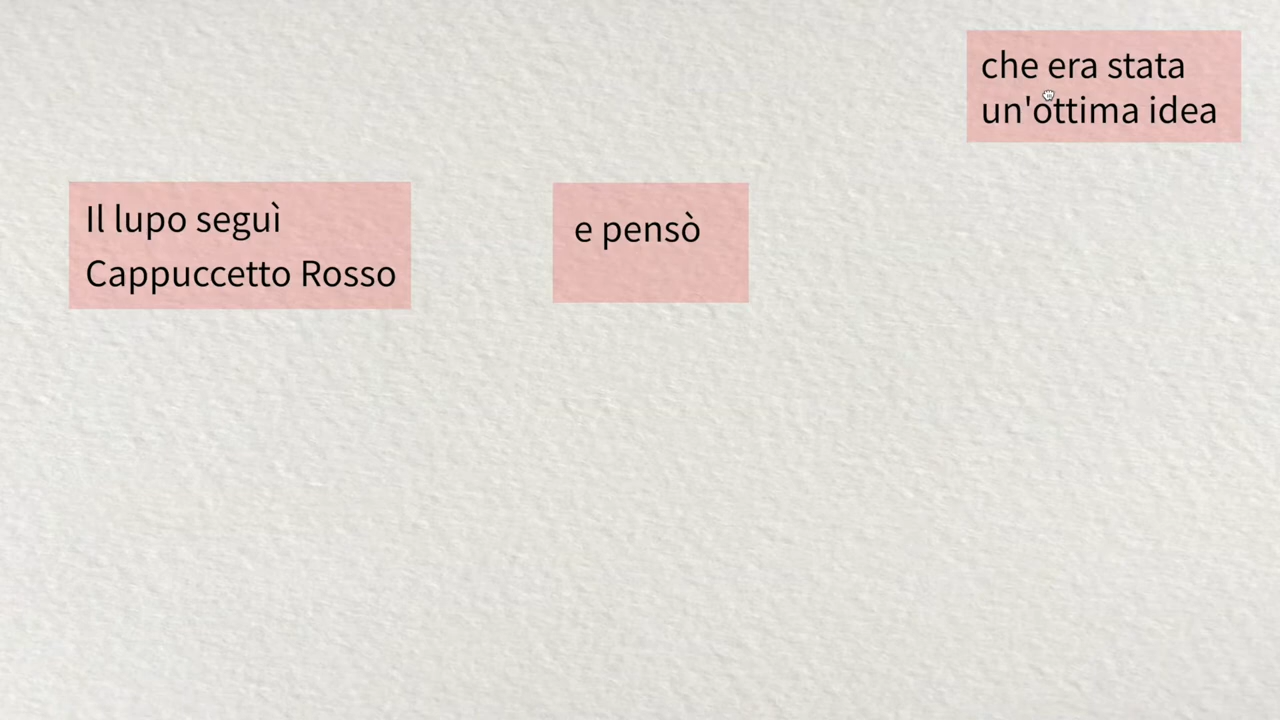 Il lupo seguì
Cappuccetto Rosso
e pensò
che era stata
un'ottima idea